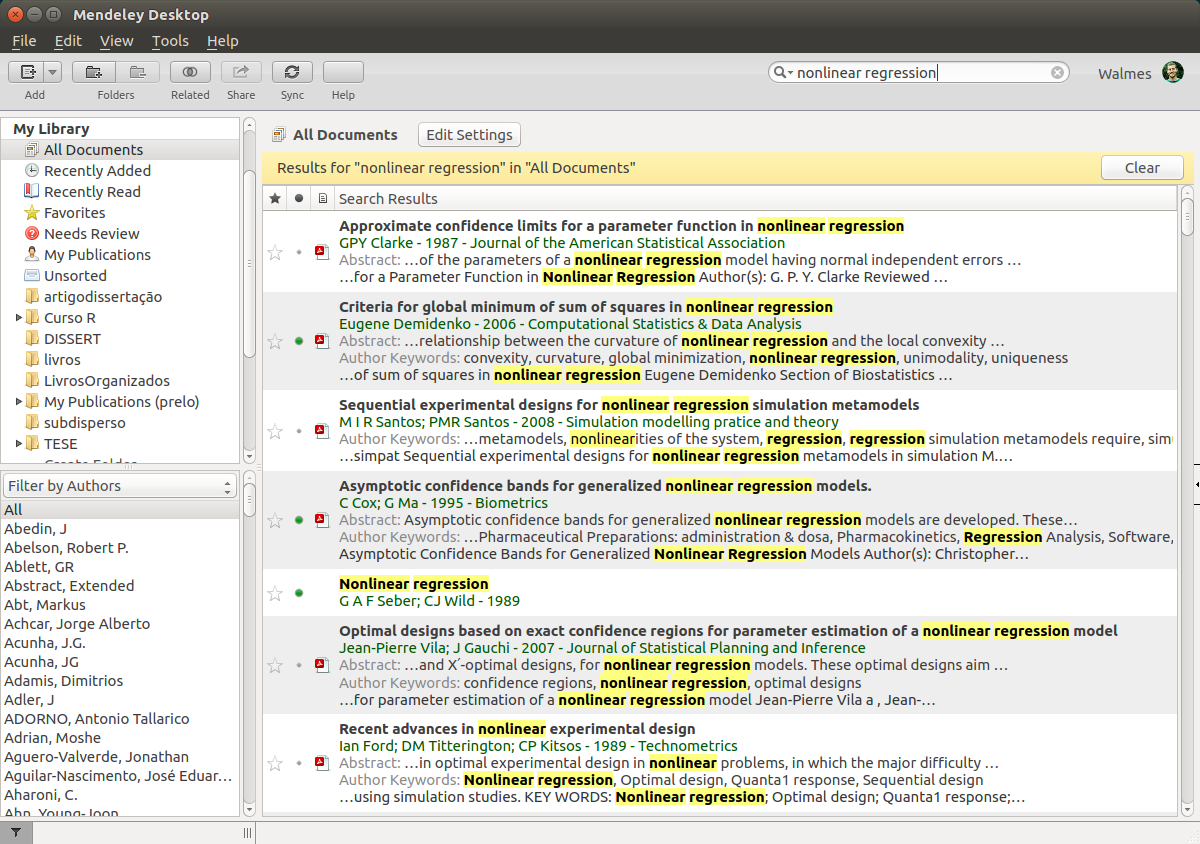 Mendeley Desktop
File Edit View Tools Help
nonlinear regression
Walmes
Add Folders Related Share Sync Help
My Library
All Documents
Recently Added
Recently Read
Favorites
Needs Review
My Publications
Unsorted
artigodissertação
Curso R
DISSERT
livros
LivrosOrganizados
My Publications (prelo)
subdisperso
TESE
Create Folder
Filter by Authors
All
Abedin, J
Abelson, Robert P.
Ablett, GR
Abstract, Extended
Abt, Markus
Achcar, Jorge Alberto
Acunha, J.G.
Acunha, JG
Adamis, Dimitrios
Adler, J
ADORNO, Antonio Tallarico
Adrian, Moshe
Aguero-Valverde, Jonathan
Aguilar-Nascimento, José Eduar...
Aharoni, C.
Ahn, Young-Joon
All Documents Edit Settings
Results for "nonlinear regression" in "All Documents" Clear
Search Results
Approximate confidence limits for a parameter function in nonlinear regression
GPY Clarke - 1987 - Journal of the American Statistical Association
Abstract: ...of the parameters of a nonlinear regression model having normal independent errors ...
...for a Parameter Function in Nonlinear Regression Author(s): G. P. Y. Clarke Reviewed ...
Criteria for global minimum of sum of squares in nonlinear regression
Eugene Demidenko - 2006 - Computational Statistics & Data Analysis
Abstract: ...relationship between the curvature of nonlinear regression and the local convexity ...
Author Keywords: convexity, curvature, global minimization, nonlinear regression, unimodality, uniqueness
...of sum of squares in nonlinear regression Eugene Demidenko Section of Biostatistics ...
Sequential experimental designs for nonlinear regression simulation metamodels
M I R Santos; PMR Santos - 2008 - Simulation modelling pratice and theory
Author Keywords: ...metamodels, nonlinearities of the system, regression, regression simulation metamodels require, sim
...simpat Sequential experimental designs for nonlinear regression metamodels in simulation M....
Asymptotic confidence bands for generalized nonlinear regression models.
C Cox; G Ma - 1995 - Biometrics
Abstract: Asymptotic confidence bands for generalized nonlinear regression models are developed. These...
Author Keywords: ...Pharmaceutical Preparations: administration & dosa, Pharmacokinetics, Regression Analysis, Software,
Asymptotic Confidence Bands for Generalized Nonlinear Regression Models Author(s): Christopher...
Nonlinear regression
G A F Seber; CJ Wild - 1989
Optimal designs based on exact confidence regions for parameter estimation of a nonlinear regression model
Jean-Pierre Vila; J Gauchi - 2007 - Journal of Statistical Planning and Inference
Abstract: ...and X´-optimal designs, for nonlinear regression models. These optimal designs aim ...
Author Keywords: confidence regions, nonlinear regression, optimal designs
...for parameter estimation of a nonlinear regression model Jean-Pierre Vila a , Jean-...
Recent advances in nonlinear experimental design
Ian Ford; DM Titterington; CP Kitsos - 1989 - Technometrics
Abstract: ...in optimal experimental design in nonlinear problems, in which the major difficulty ...
Author Keywords: Nonlinear regression, Optimal design, Quanta1 response, Sequential design
...using simulation studies. KEY WORDS: Nonlinear regression; Optimal design; Quanta1 response;...